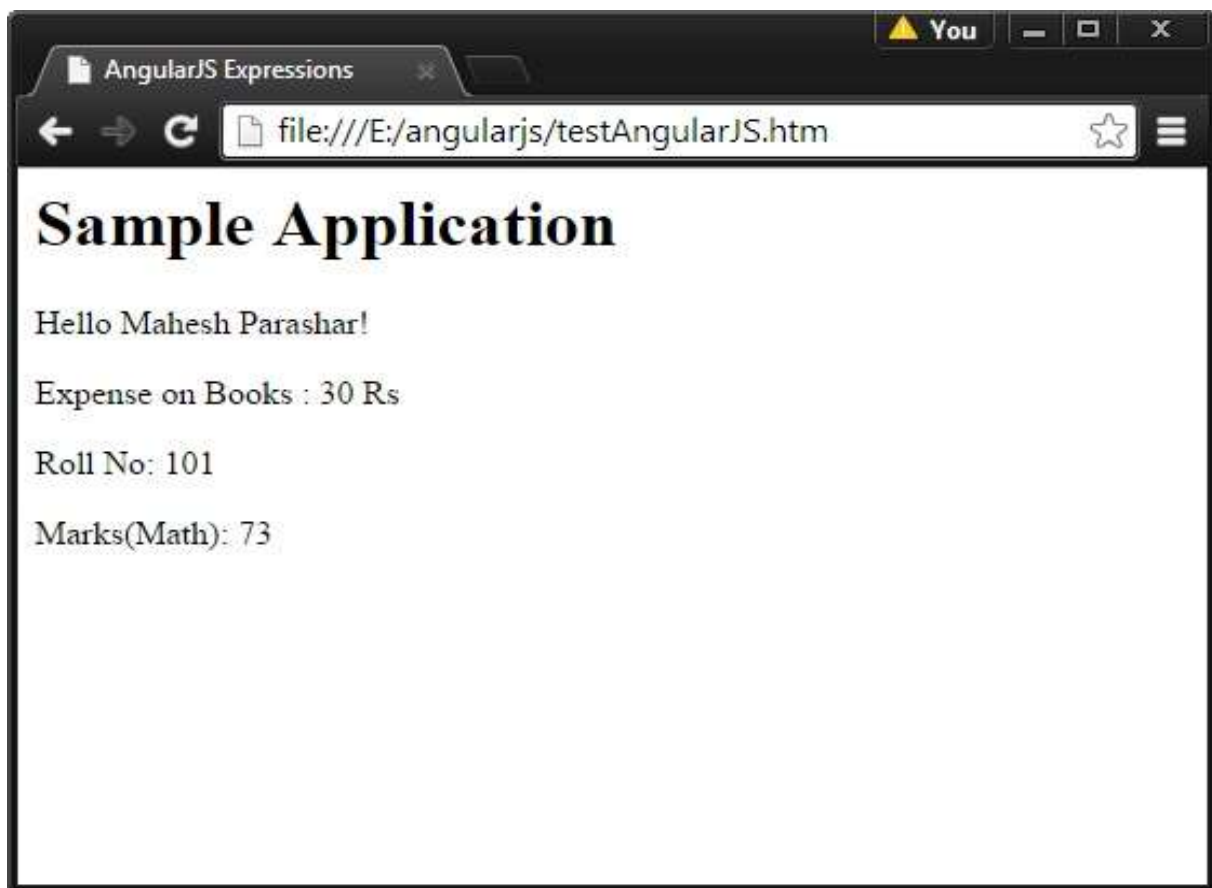 You
AngularJS Expressions
file:///E:/angularjs/testAngularJS.htm
Sample Application
Hello Mahesh Parashar!
Expense on Books : 30 Rs
Roll No: 101
Marks(Math): 73